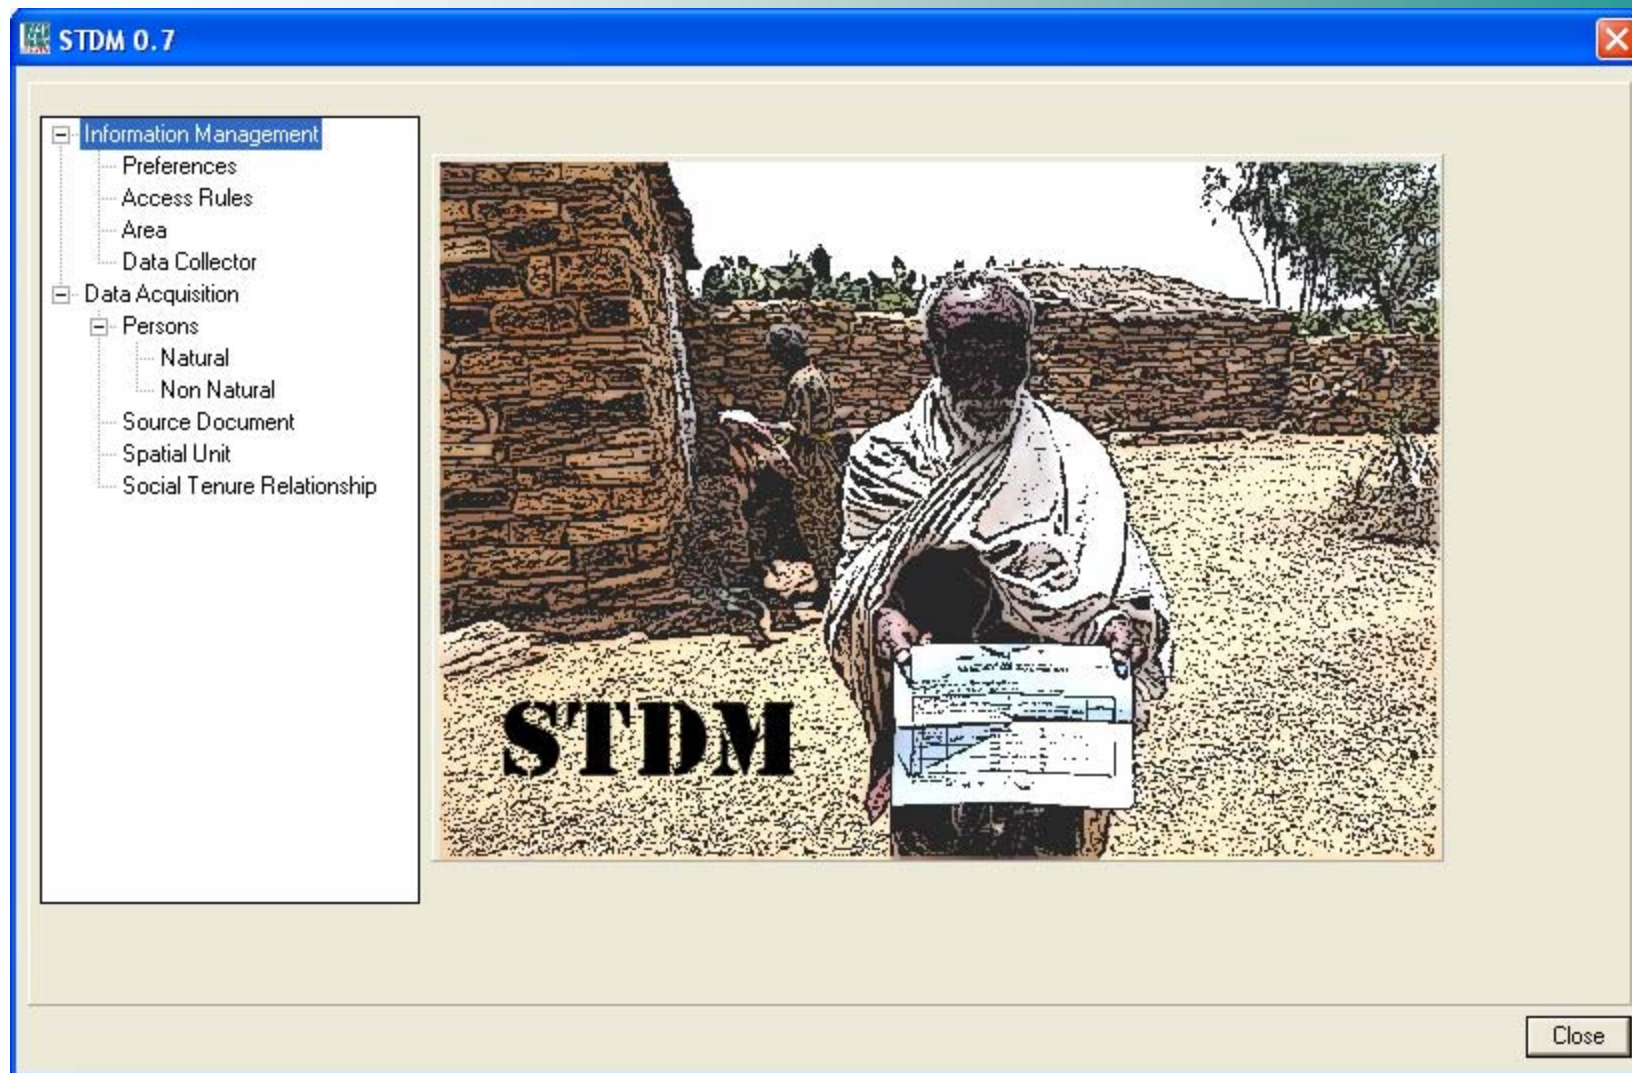 STDM 0.7
Information Management
Preferences
Access Rules
Area
Data Collector
Data Acquisition
Persons
Natural
Non Natural
Source Document
Spatial Unit
Social Tenure Relationship
STDM
Close